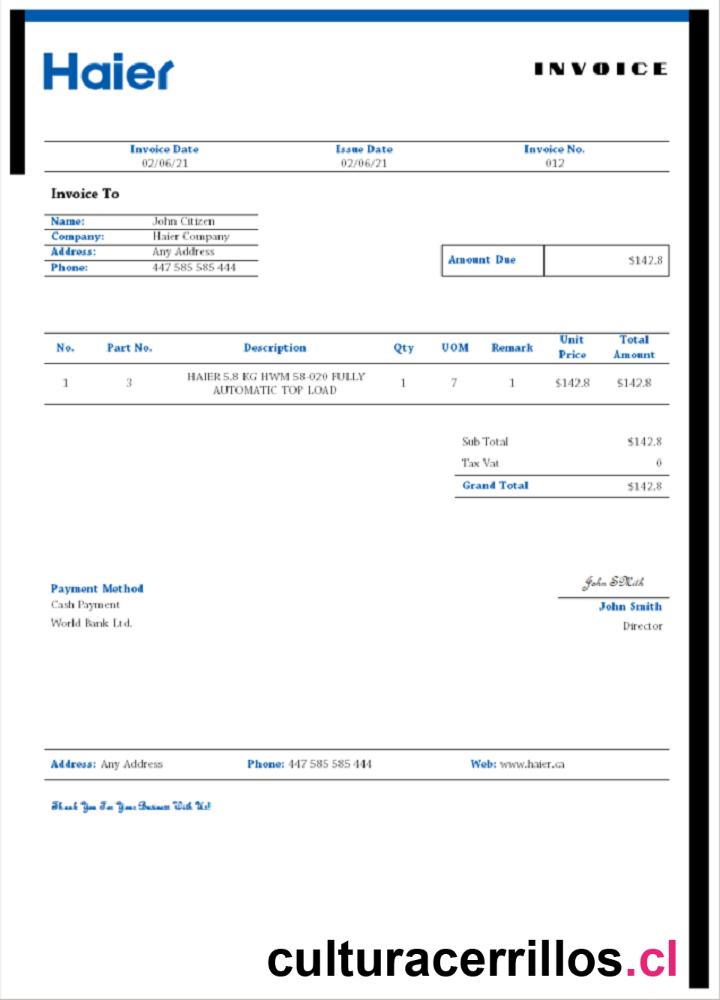 Haier
INVOICE
Invoice Date Issue Date Invoice No.
02/06/21 02/06/21 012
Invoice To
Name: John Citizen
Company: Haier Company
Address: Any Address
Phone: 447 585 585 444
Amount Due $142.8
No. Part No. Description Qty UOM Remark Unit Price Total Amount
1 3 HAIER 5.8 KG HWM 58-020 FULLY 1 7 1 $142.8 $142.8
AUTOMATIC TOP LOAD
Sub Total $142.8
Tax Vat 0
Grand Total $142.8
John SMith
Payment Method
John Smith
Cash Payment
World Bank Ltd.
Director
Address: Any Address Phone: 447 585 585 444 Web: www.haier.ca
Thank You For Your Business With Us!
culturacerrillos.cl